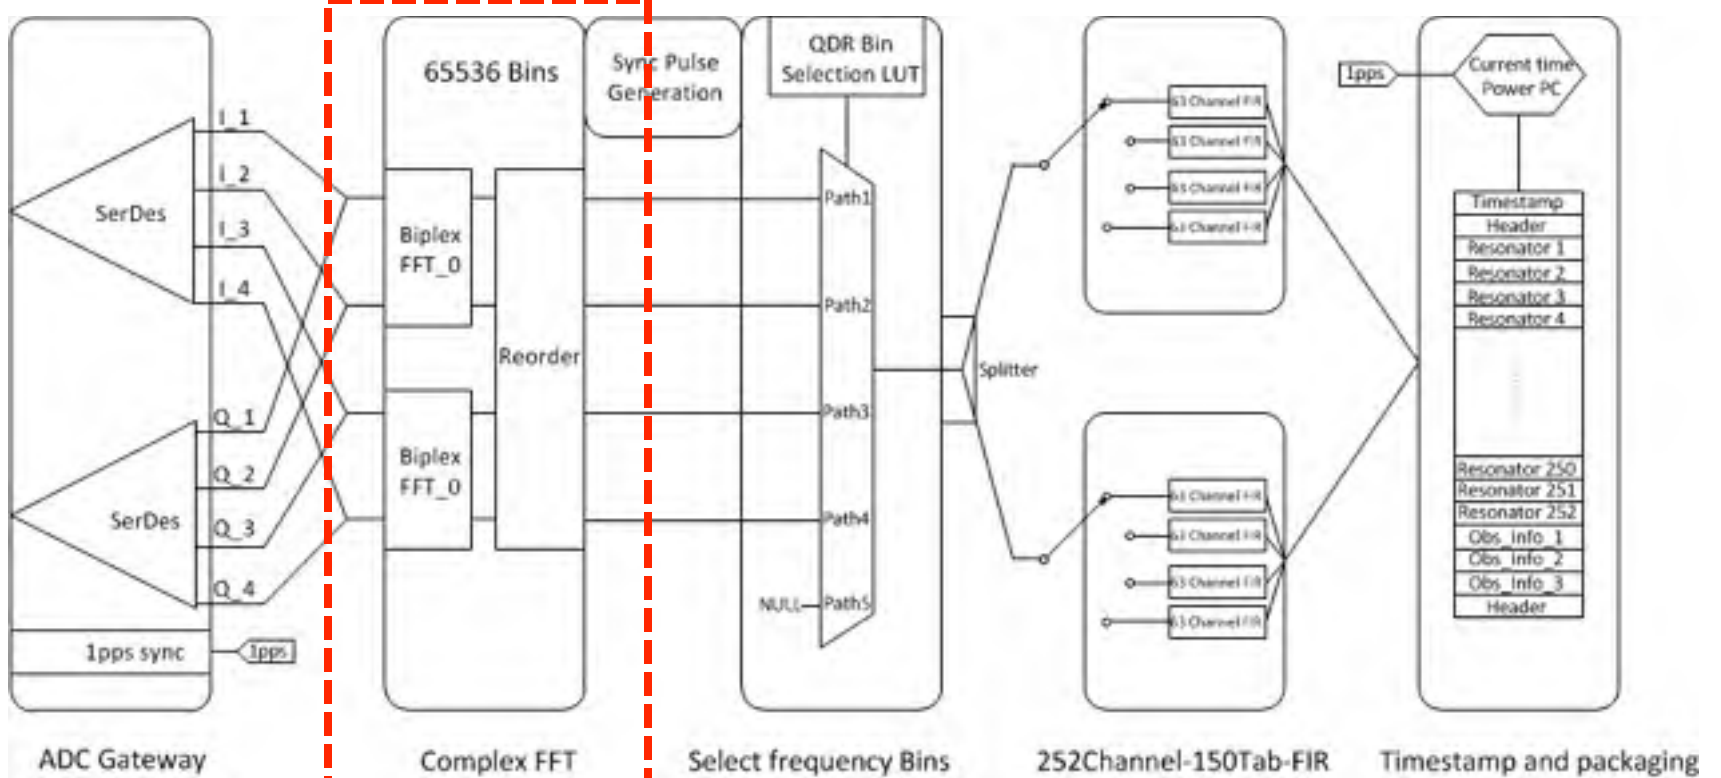 I_1
I_2
I_3
I_4
SerDes
Q_1
Q_2
Q_3
Q_4
SerDes
1pps sync
1pps
ADC Gateway
65536 Bins
Biplex
FFT_0
Biplex
FFT_0
Reorder
Complex FFT
Sync Pulse
Generation
QDR Bin
Selection LUT
Path1
Path2
Path3
Path4
NULL
Path5
Select frequency Bins
Splitter
63 Channel FIR
63 Channel FIR
63 Channel FIR
63 Channel FIR
63 Channel FIR
63 Channel FIR
63 Channel FIR
63 Channel FIR
252Channel-150Tab-FIR
1pps
Current time
Power PC
Timestamp
Header
Resonator 1
Resonator 2
Resonator 3
Resonator 4
Resonator 250
Resonator 251
Resonator 252
Obs_Info_1
Obs_Info_2
Obs_Info_3
Header
Timestamp and packaging